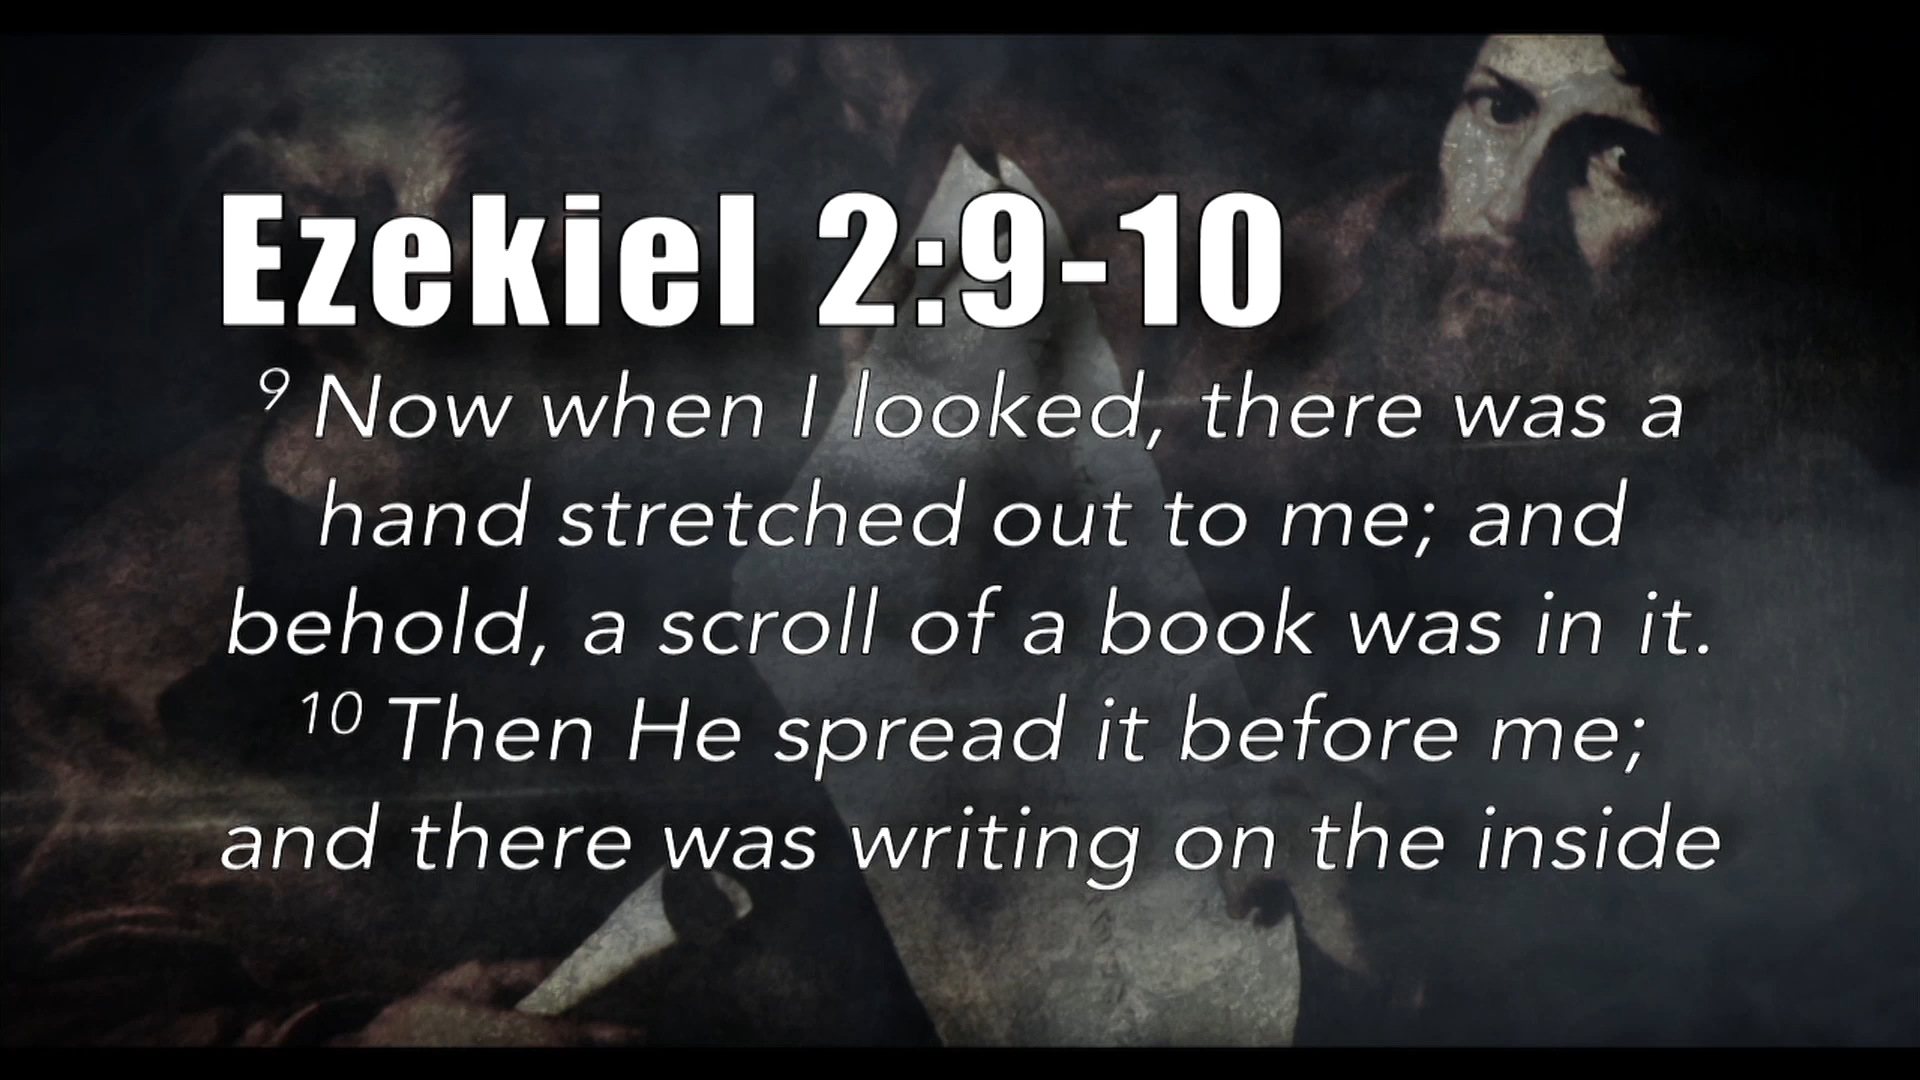 Ezekiel 2:9-10
9 Now when I looked, there was a
hand stretched out to me; and
behold, a scroll of a book was in it.
10 Then He spread it before me;
and there was writing on the inside